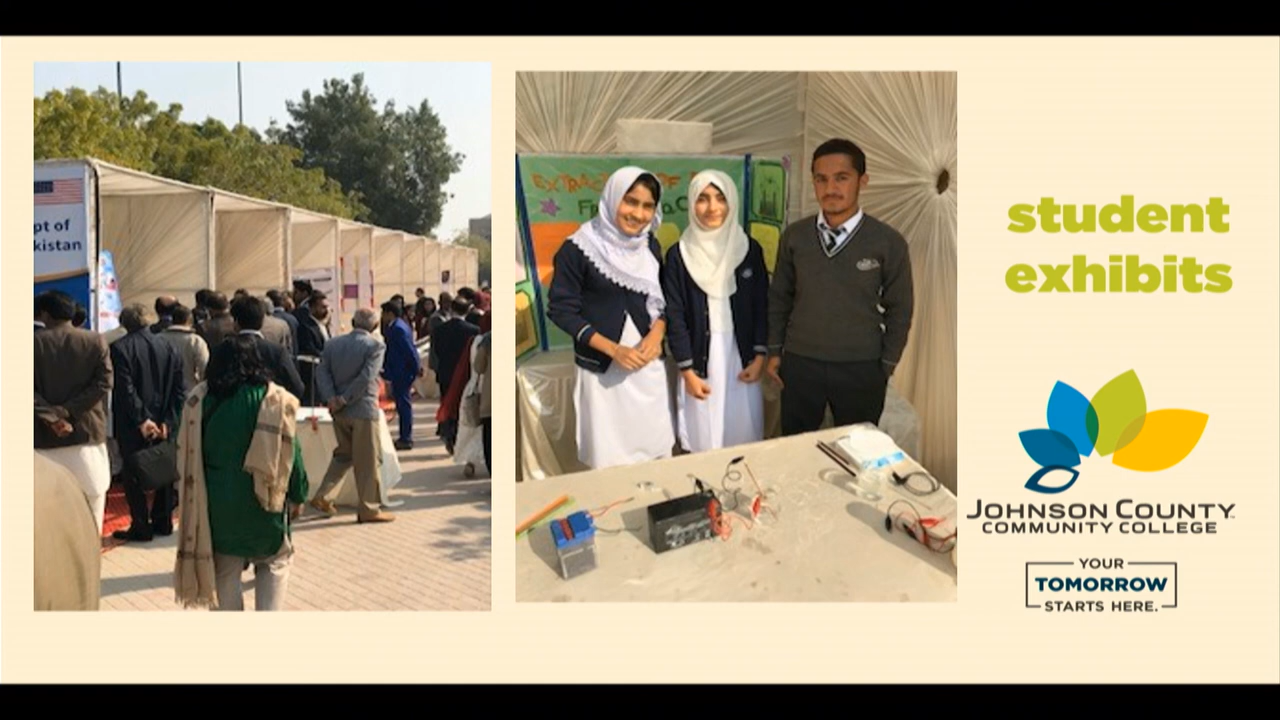 pt of
kistan
student
exhibits
JOHNSON COUNTY
COMMUNITY COLLEGE
YOUR
TOMORROW
STARTS HERE.